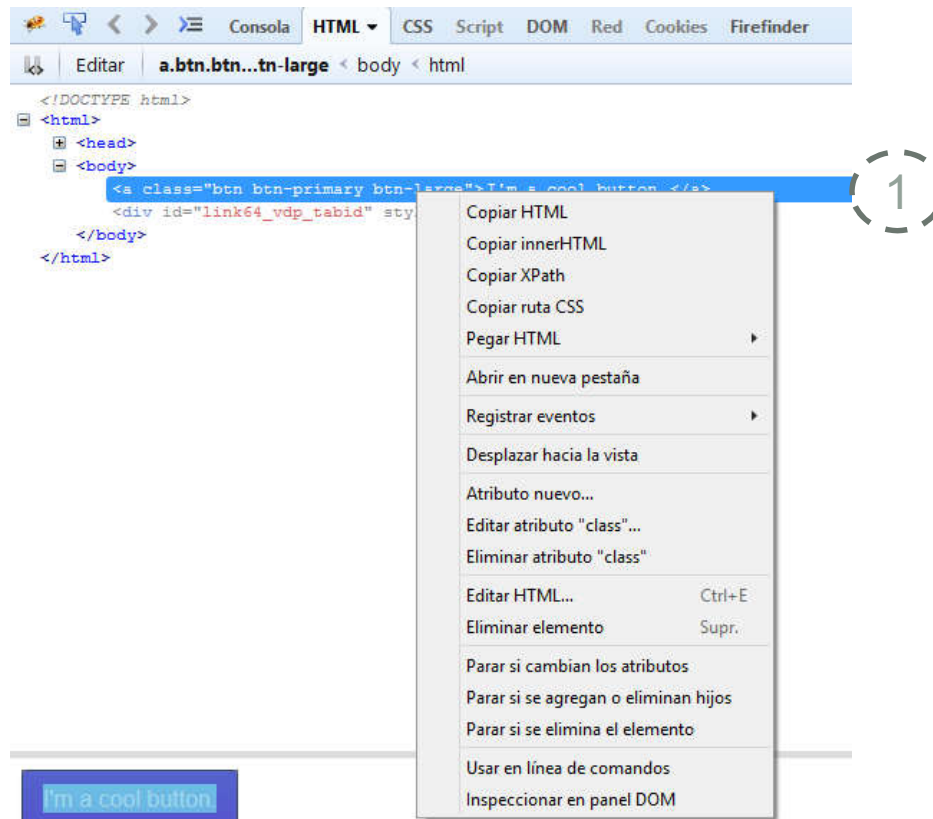 Consola HTML CSS Script DOM Red Cookies Firefinder
Editar a.btn.btn...tn-large < body < html
<!DOCTYPE html>
<html>
<head>
<body>
<a class="btn btn-primary btn-large">I'm a cool button </a>
<div id="link64_vdp_tabid" sty
</body>
</html>
1
Copiar HTML
Copiar innerHTML
Copiar XPath
Copiar ruta CSS
Pegar HTML
Abrir en nueva pestaña
Registrar eventos
Desplazar hacia la vista
Atributo nuevo...
Editar atributo "class"...
Eliminar atributo "class"
Editar HTML... Ctrl+E
Eliminar elemento Supr.
Parar si cambian los atributos
Parar si se agregan o eliminan hijos
Parar si se elimina el elemento
Usar en línea de comandos
Inspeccionar en panel DOM
I'm a cool button.